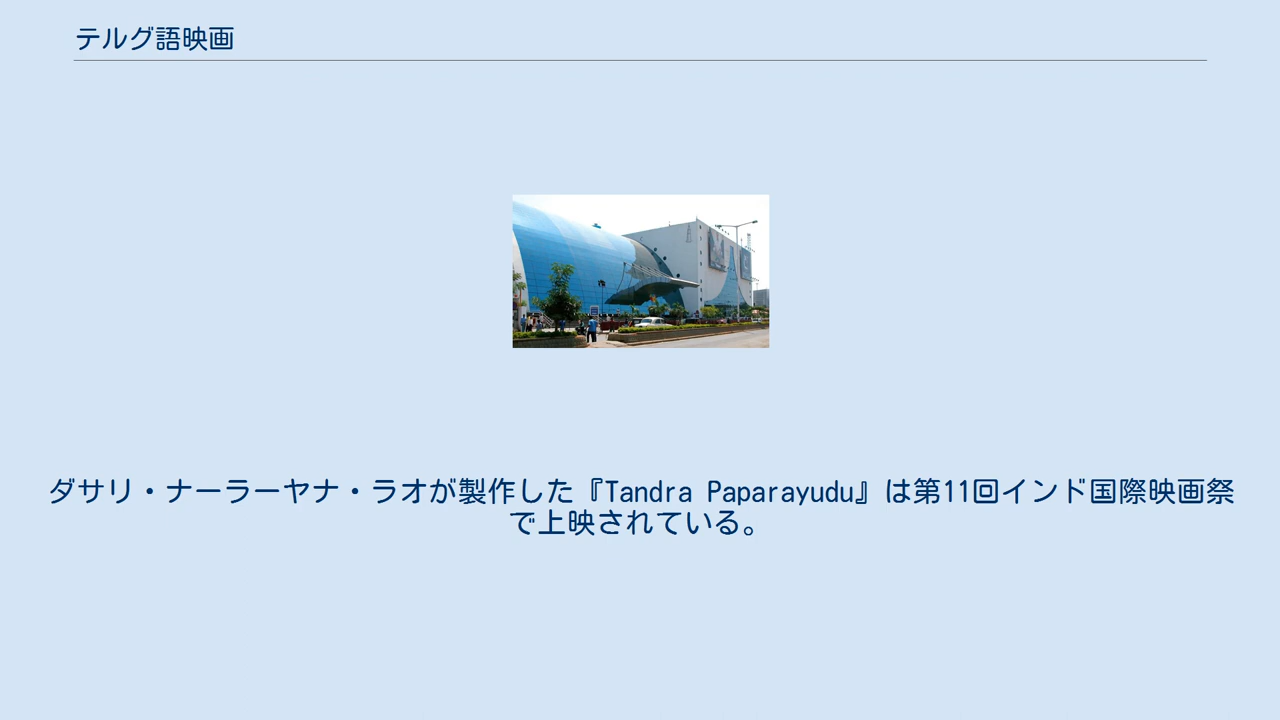 テルグ語映画
ダサリ・ナーラーヤナ・ラオが製作した『Tandra Paparayudu』は第11回インド国際映画祭
で上映されている。